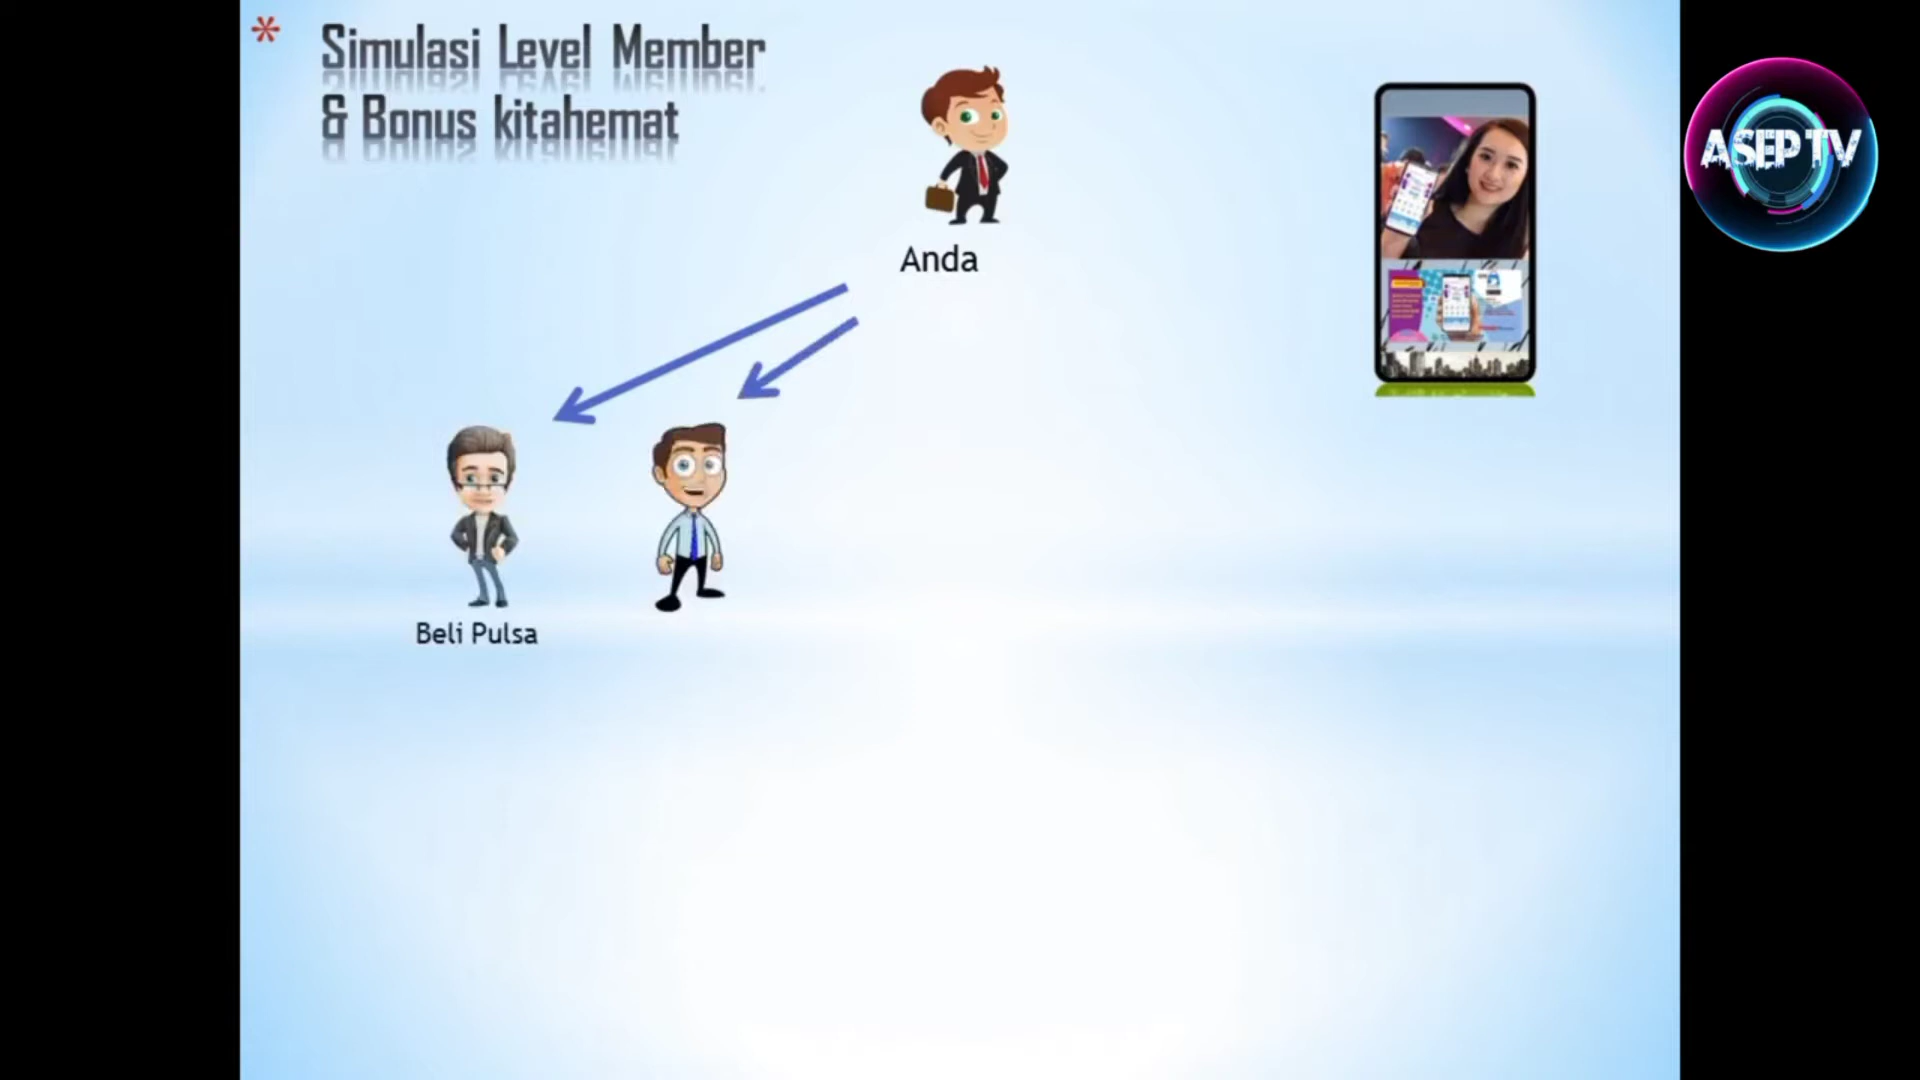 * Simulasi Level Member
& Bonus kitahemat
Anda
ASEP TV
Beli Pulsa